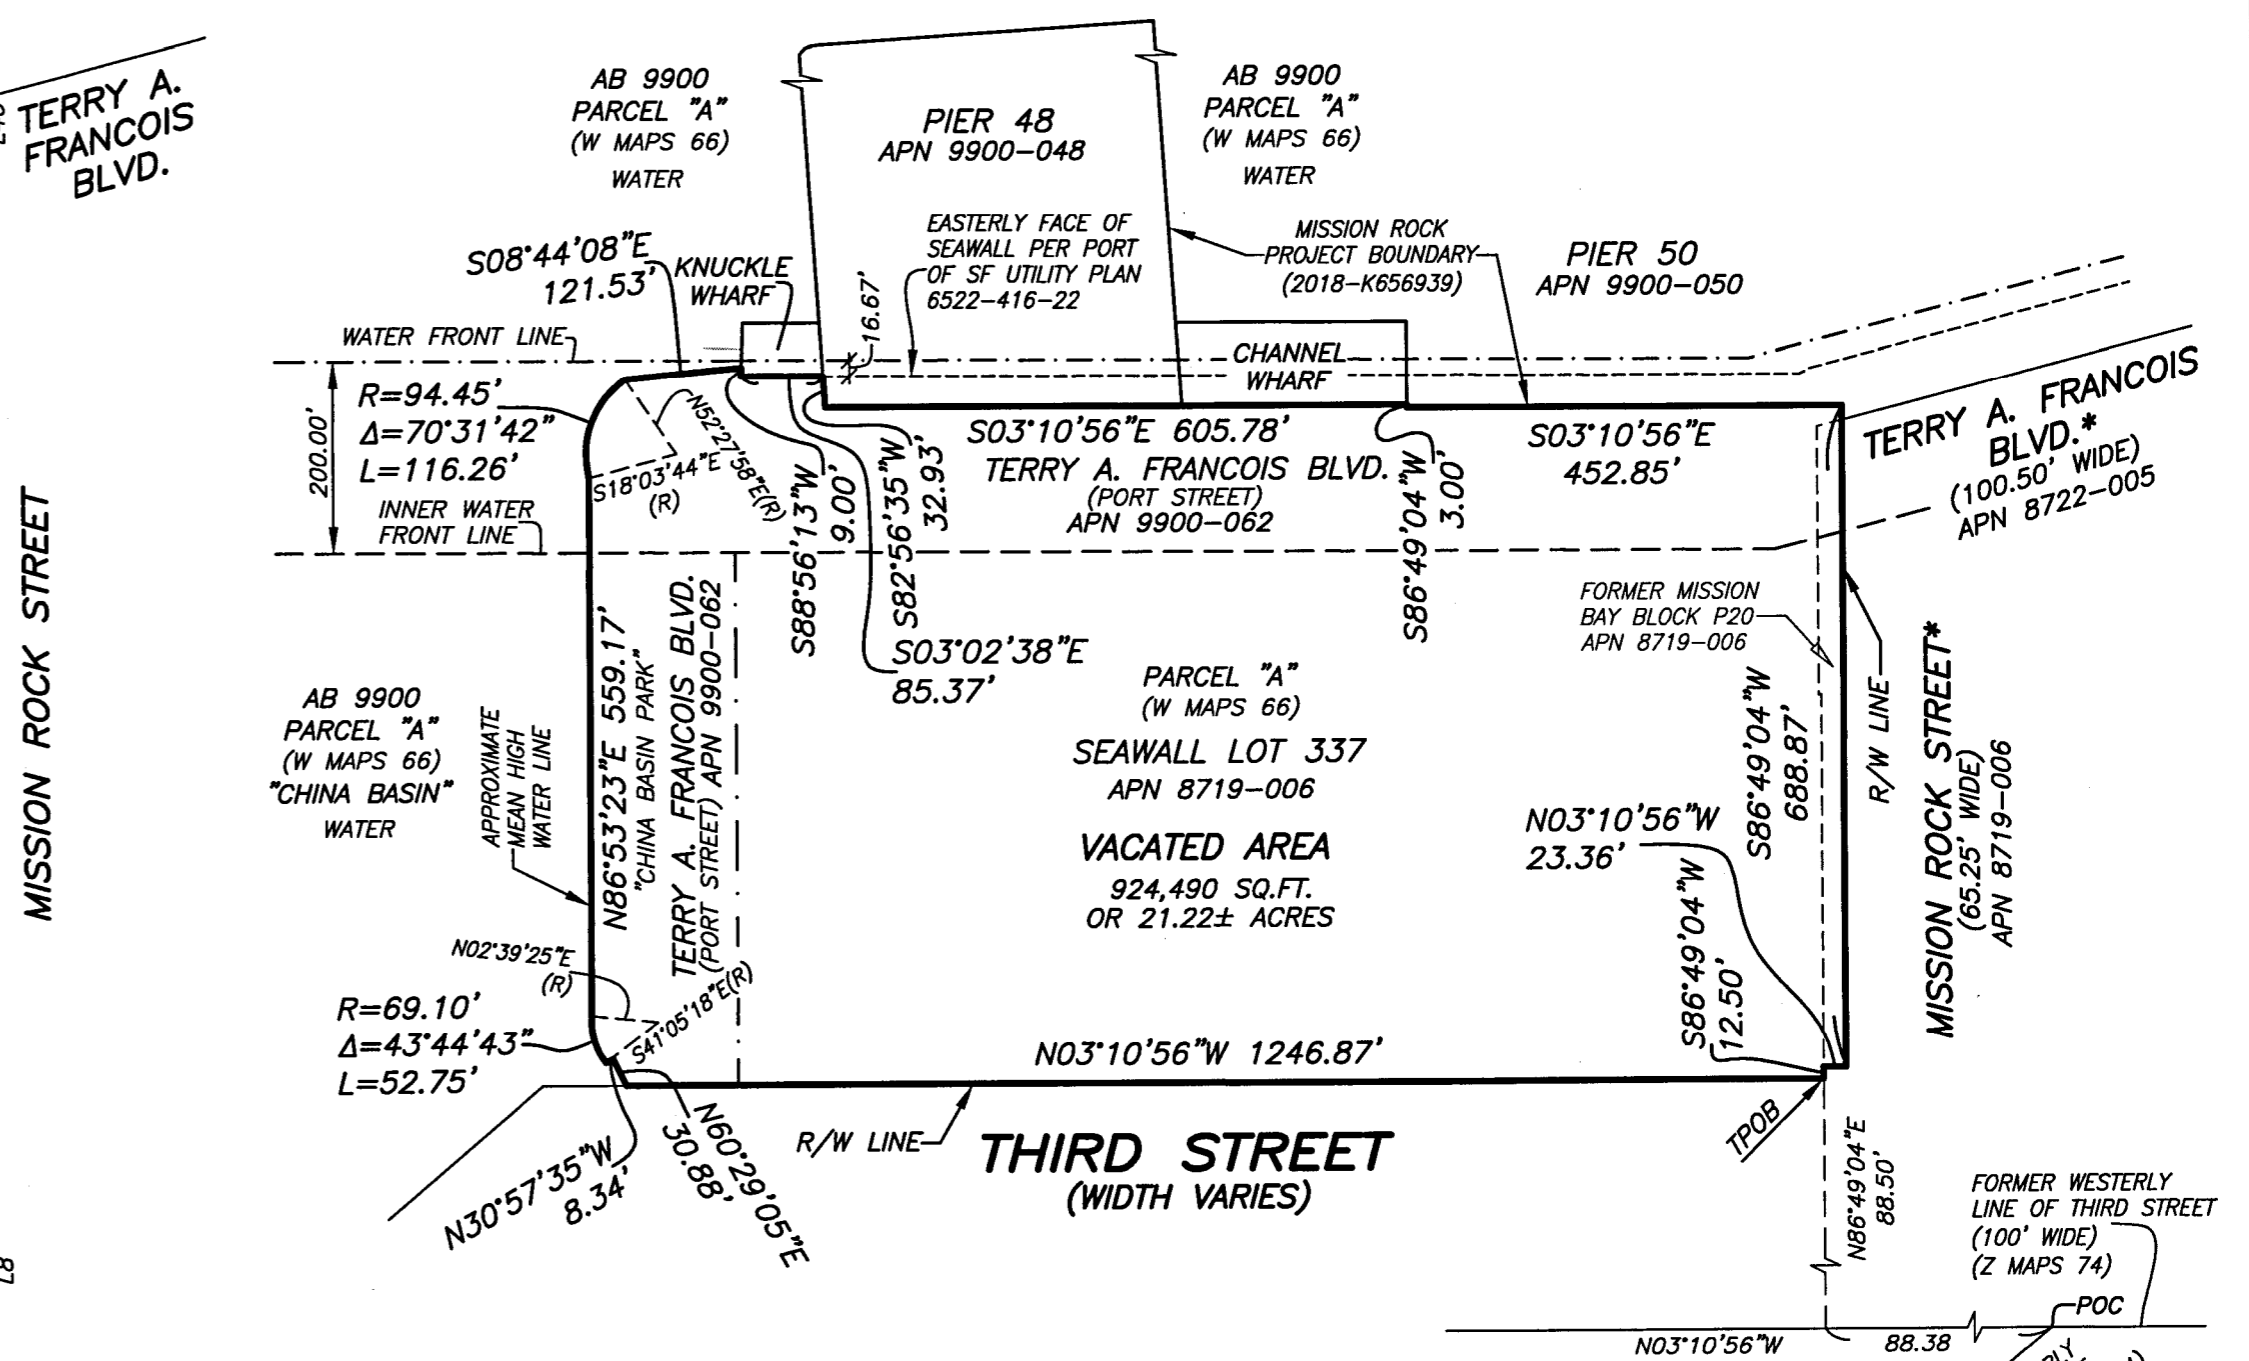 TERRY A.
FRANCOIS
BLVD.
AB 9900
PARCEL "A"
(W MAPS 66)
WATER
PIER 48
APN 9900-048
AB 9900
PARCEL "A"
(W MAPS 66)
WATER
EASTERLY FACE OF
SEAWALL PER PORT
OF SF UTILITY PLAN
6522-416-22
MISSION ROCK
PROJECT BOUNDARY
(2018-K656939)
PIER 50
APN 9900-050
S08°44'08"E
121.53'
KNUCKLE
WHARF
16.67'
WATER FRONT LINE
CHANNEL
WHARF
200.00'
R=94.45'
Δ=70°31'42"
L=116.26'
INNER WATER
FRONT LINE
N52°27'58"E(R)
S18°03'44"E
(R)
S88°56'13"W
9.00'
S82°56'35"W
32.93'
S03°02'38"E
85.37'
S03°10'56"E 605.78'
TERRY A. FRANCOIS BLVD.
(PORT STREET)
APN 9900-062
S86°49'04"W
3.00'
S03°10'56"E
452.85'
TERRY A. FRANCOIS
BLVD.*
(100.50' WIDE)
APN 8722-005
MISSION ROCK STREET
AB 9900
PARCEL "A"
(W MAPS 66)
"CHINA BASIN"
WATER
APPROXIMATE
MEAN HIGH
WATER LINE
N86°53'23"E 559.17'
"CHINA BASIN PARK"
TERRY A. FRANCOIS BLVD.
(PORT STREET) APN 9900-062
PARCEL "A"
(W MAPS 66)
SEAWALL LOT 337
APN 8719-006
VACATED AREA
924,490 SQ.FT.
OR 21.22± ACRES
FORMER MISSION
BAY BLOCK P20
APN 8719-006
S86°49'04"W
688.87'
R/W LINE
MISSION ROCK STREET*
(65.25' WIDE)
APN 8719-006
N03°10'56"W
23.36'
S86°49'04"W
12.50'
N02°39'25"E
(R)
S41°05'18"E(R)
R=69.10'
Δ=43°44'43"
L=52.75'
N03°10'56"W 1246.87'
N30°57'35"W
8.34'
N60°29'05"E
30.88'
R/W LINE
THIRD STREET
(WIDTH VARIES)
TPOB
N86°49'04"E
88.50'
FORMER WESTERLY
LINE OF THIRD STREET
(100' WIDE)
(Z MAPS 74)
POC
N03°10'56"W
88.38
L8